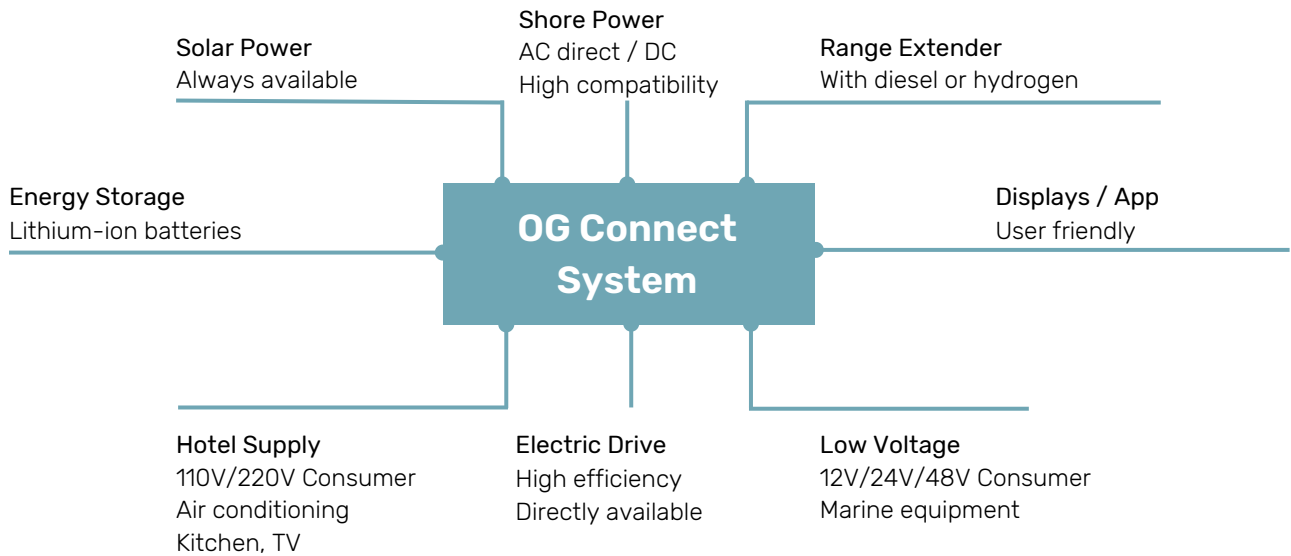 Shore Power
AC direct / DC
High compatibility
Solar Power
Always available
Range Extender
With diesel or hydrogen
Energy Storage
Lithium-ion batteries
OG Connect
System
Displays / App
User friendly
Hotel Supply
110V/220V Consumer
Air conditioning
Kitchen, TV
Electric Drive
High efficiency
Directly available
Low Voltage
12V/24V/48V Consumer
Marine equipment